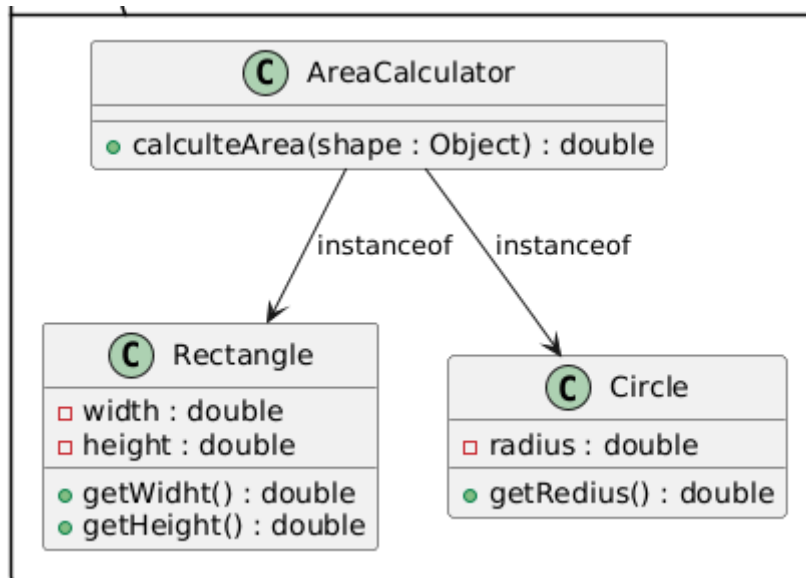 C AreaCalculator
calculteArea(shape : Object) : double
instanceof
instanceof
C Rectangle
width : double
height : double
getWidht() : double
getHeight() : double
C Circle
radius : double
getRedius() : double